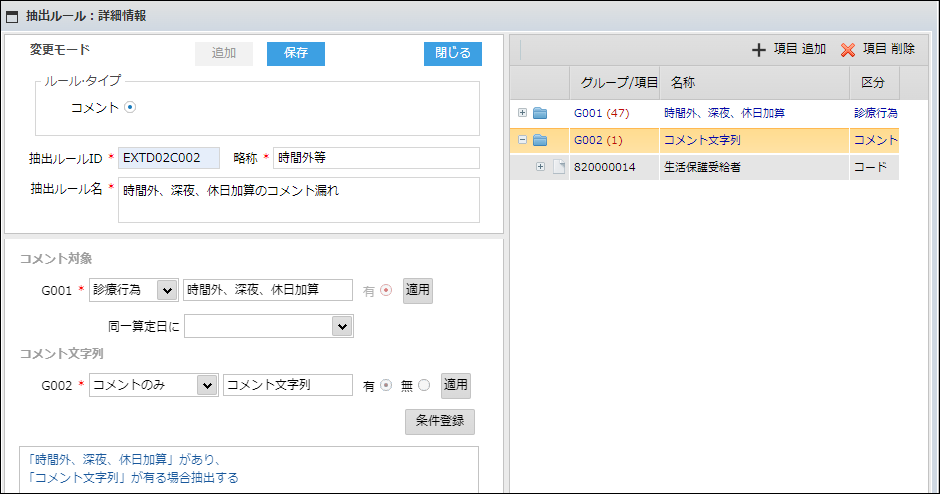 抽出ルール：詳細情報
変更モード 追加 保存 閉じる
ルール・タイプ
コメント
抽出ルールID * EXTD02C002 略称 * 時間外等
抽出ルール名 * 時間外、深夜、休日加算のコメント漏れ
コメント対象
G001 * 診療行為 時間外、深夜、休日加算 有 適用
同一算定日に
コメント文字列
G002 * コメントのみ コメント文字列 有 無 適用
条件登録
「時間外、深夜、休日加算」があり、
「コメント文字列」が有る場合抽出する
項目 追加 項目 削除
グループ/項目 名称 区分
G001 (47) 時間外、深夜、休日加算 診療行為
G002 (1) コメント文字列 コメント
820000014 生活保護受給者 コード